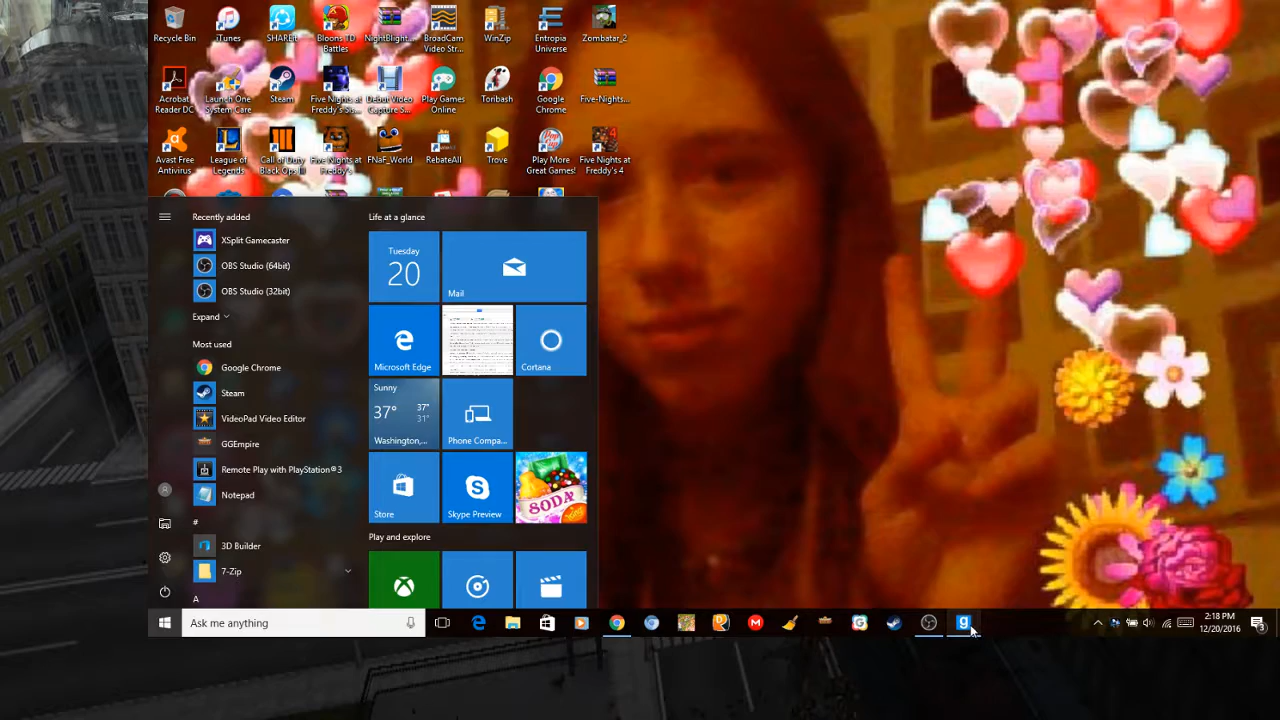 Recycle Bin
iTunes
SHAREit
Bloons TD
Battles
NightBlight...
BroadCam
Video Str...
WinZip
Entropia
Universe
Zombatar_2
Acrobat
Reader DC
Launch One
System Care
Steam
Five Nights at
Freddy's Sis...
Debut Video
Capture S...
Play Games
Online
Tonbash
Google
Chrome
Five-Nights...
Avast Free
Antivirus
League of
Legends
Call of Duty
Black Ops III
Five Nights at
Freddy's
FNaF_World
RebateAll
Trove
Play More
Great Games!
Five Nights at
Freddy's 4
Recently added
XSplit Gamecaster
OBS Studio (64bit)
OBS Studio (32bit)
Expand
Most used
Google Chrome
Steam
VideoPad Video Editor
GGEmpire
Remote Play with PlayStation®3
Notepad
#
3D Builder
7-Zip
A
Life at a glance
Tuesday
20
Mail
Microsoft Edge
Cortana
Sunny
37°
37°
31°
Washington,...
Phone Compa...
Store
Skype Preview
SODA
Play and explore
Ask me anything
2:18 PM
12/20/2016
3